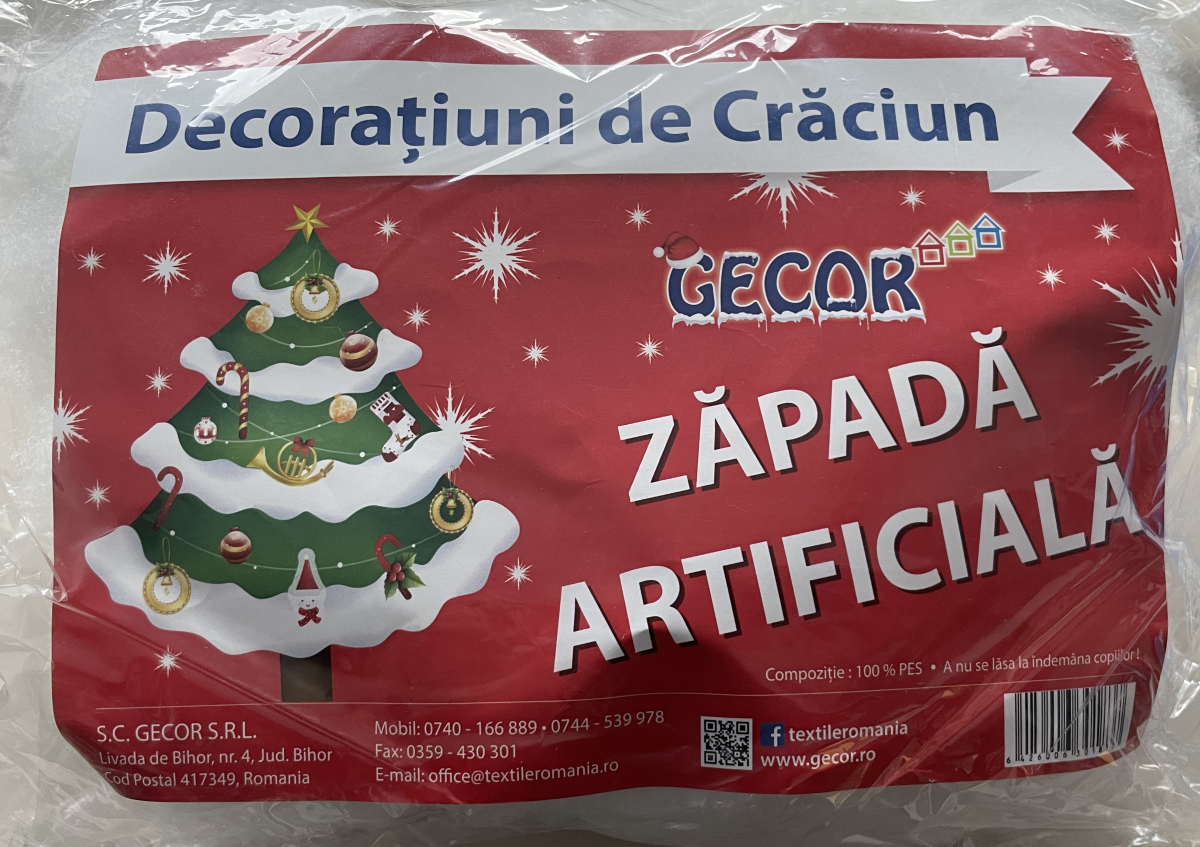 Decorațiuni de Crăciun
GECOR
ZĂPADĂ
ARTIFICIALĂ
Compoziție : 100 % PES • A nu se lăsa la îndemâna copiilor !
S.C. GECOR S.R.L.
Livada de Bihor, nr. 4, Jud. Bihor
Cod Postal 417349, Romania
Mobil: 0740 - 166 889 • 0744 - 539 978
Fax: 0359 - 430 301
E-mail: office@textileromania.ro
textileromania
www.gecor.ro